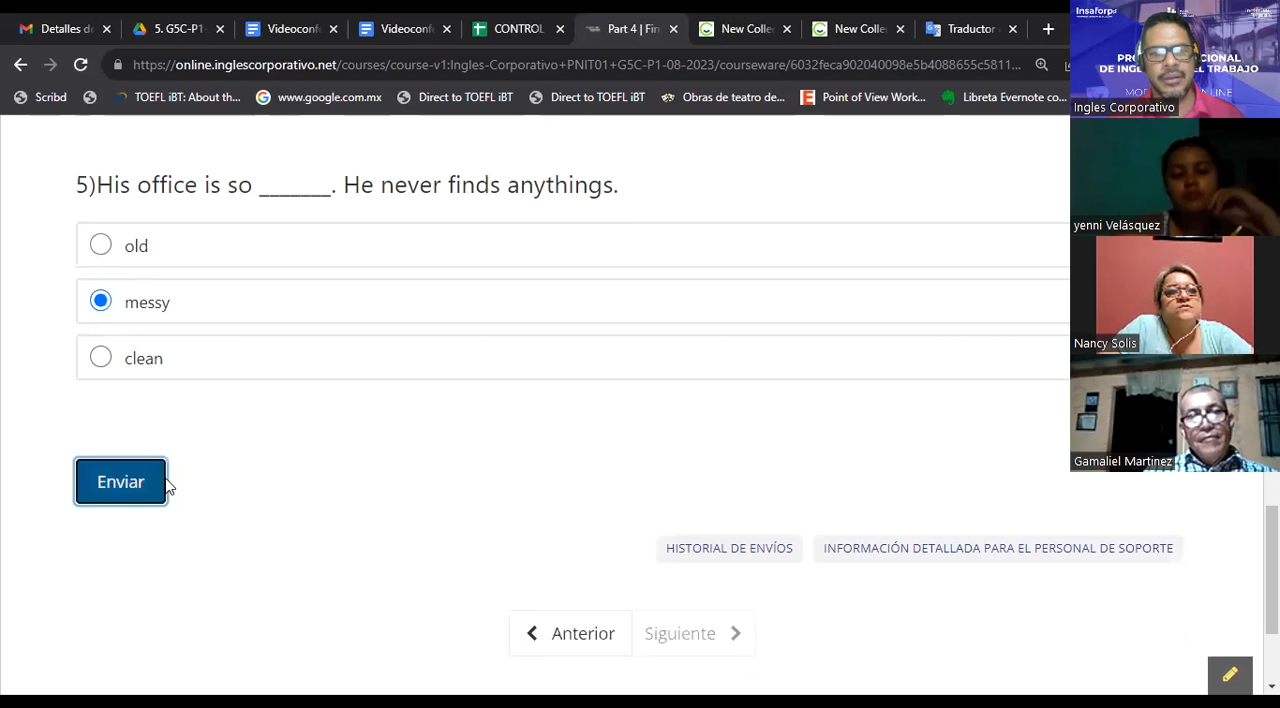 Detalles de
5. G5C-P1-
Videoconf
Videoconf
CONTROL
Part 4 | Fin
New Colle
New Colle
Traductor
https://online.inglescorporativo.net/courses/course-v1:Ingles-Corporativo+PNIT01+G5C-P1-08-2023/courseware/6032feca902040098e5b4088655c5811...
Scribd
TOEFL iBT: About th...
www.google.com.mx
Direct to TOEFL iBT
Direct to TOEFL iBT
Obras de teatro de...
Point of View Work...
Libreta Evernote co...
5)His office is so _______. He never finds anythings.
old
messy
clean
Enviar
HISTORIAL DE ENVÍOS
INFORMACIÓN DETALLADA PARA EL PERSONAL DE SOPORTE
Anterior
Siguiente
Insaforp
Ingles Corporativo
yenni Velásquez
Nancy Solis
Gamaliel Martinez